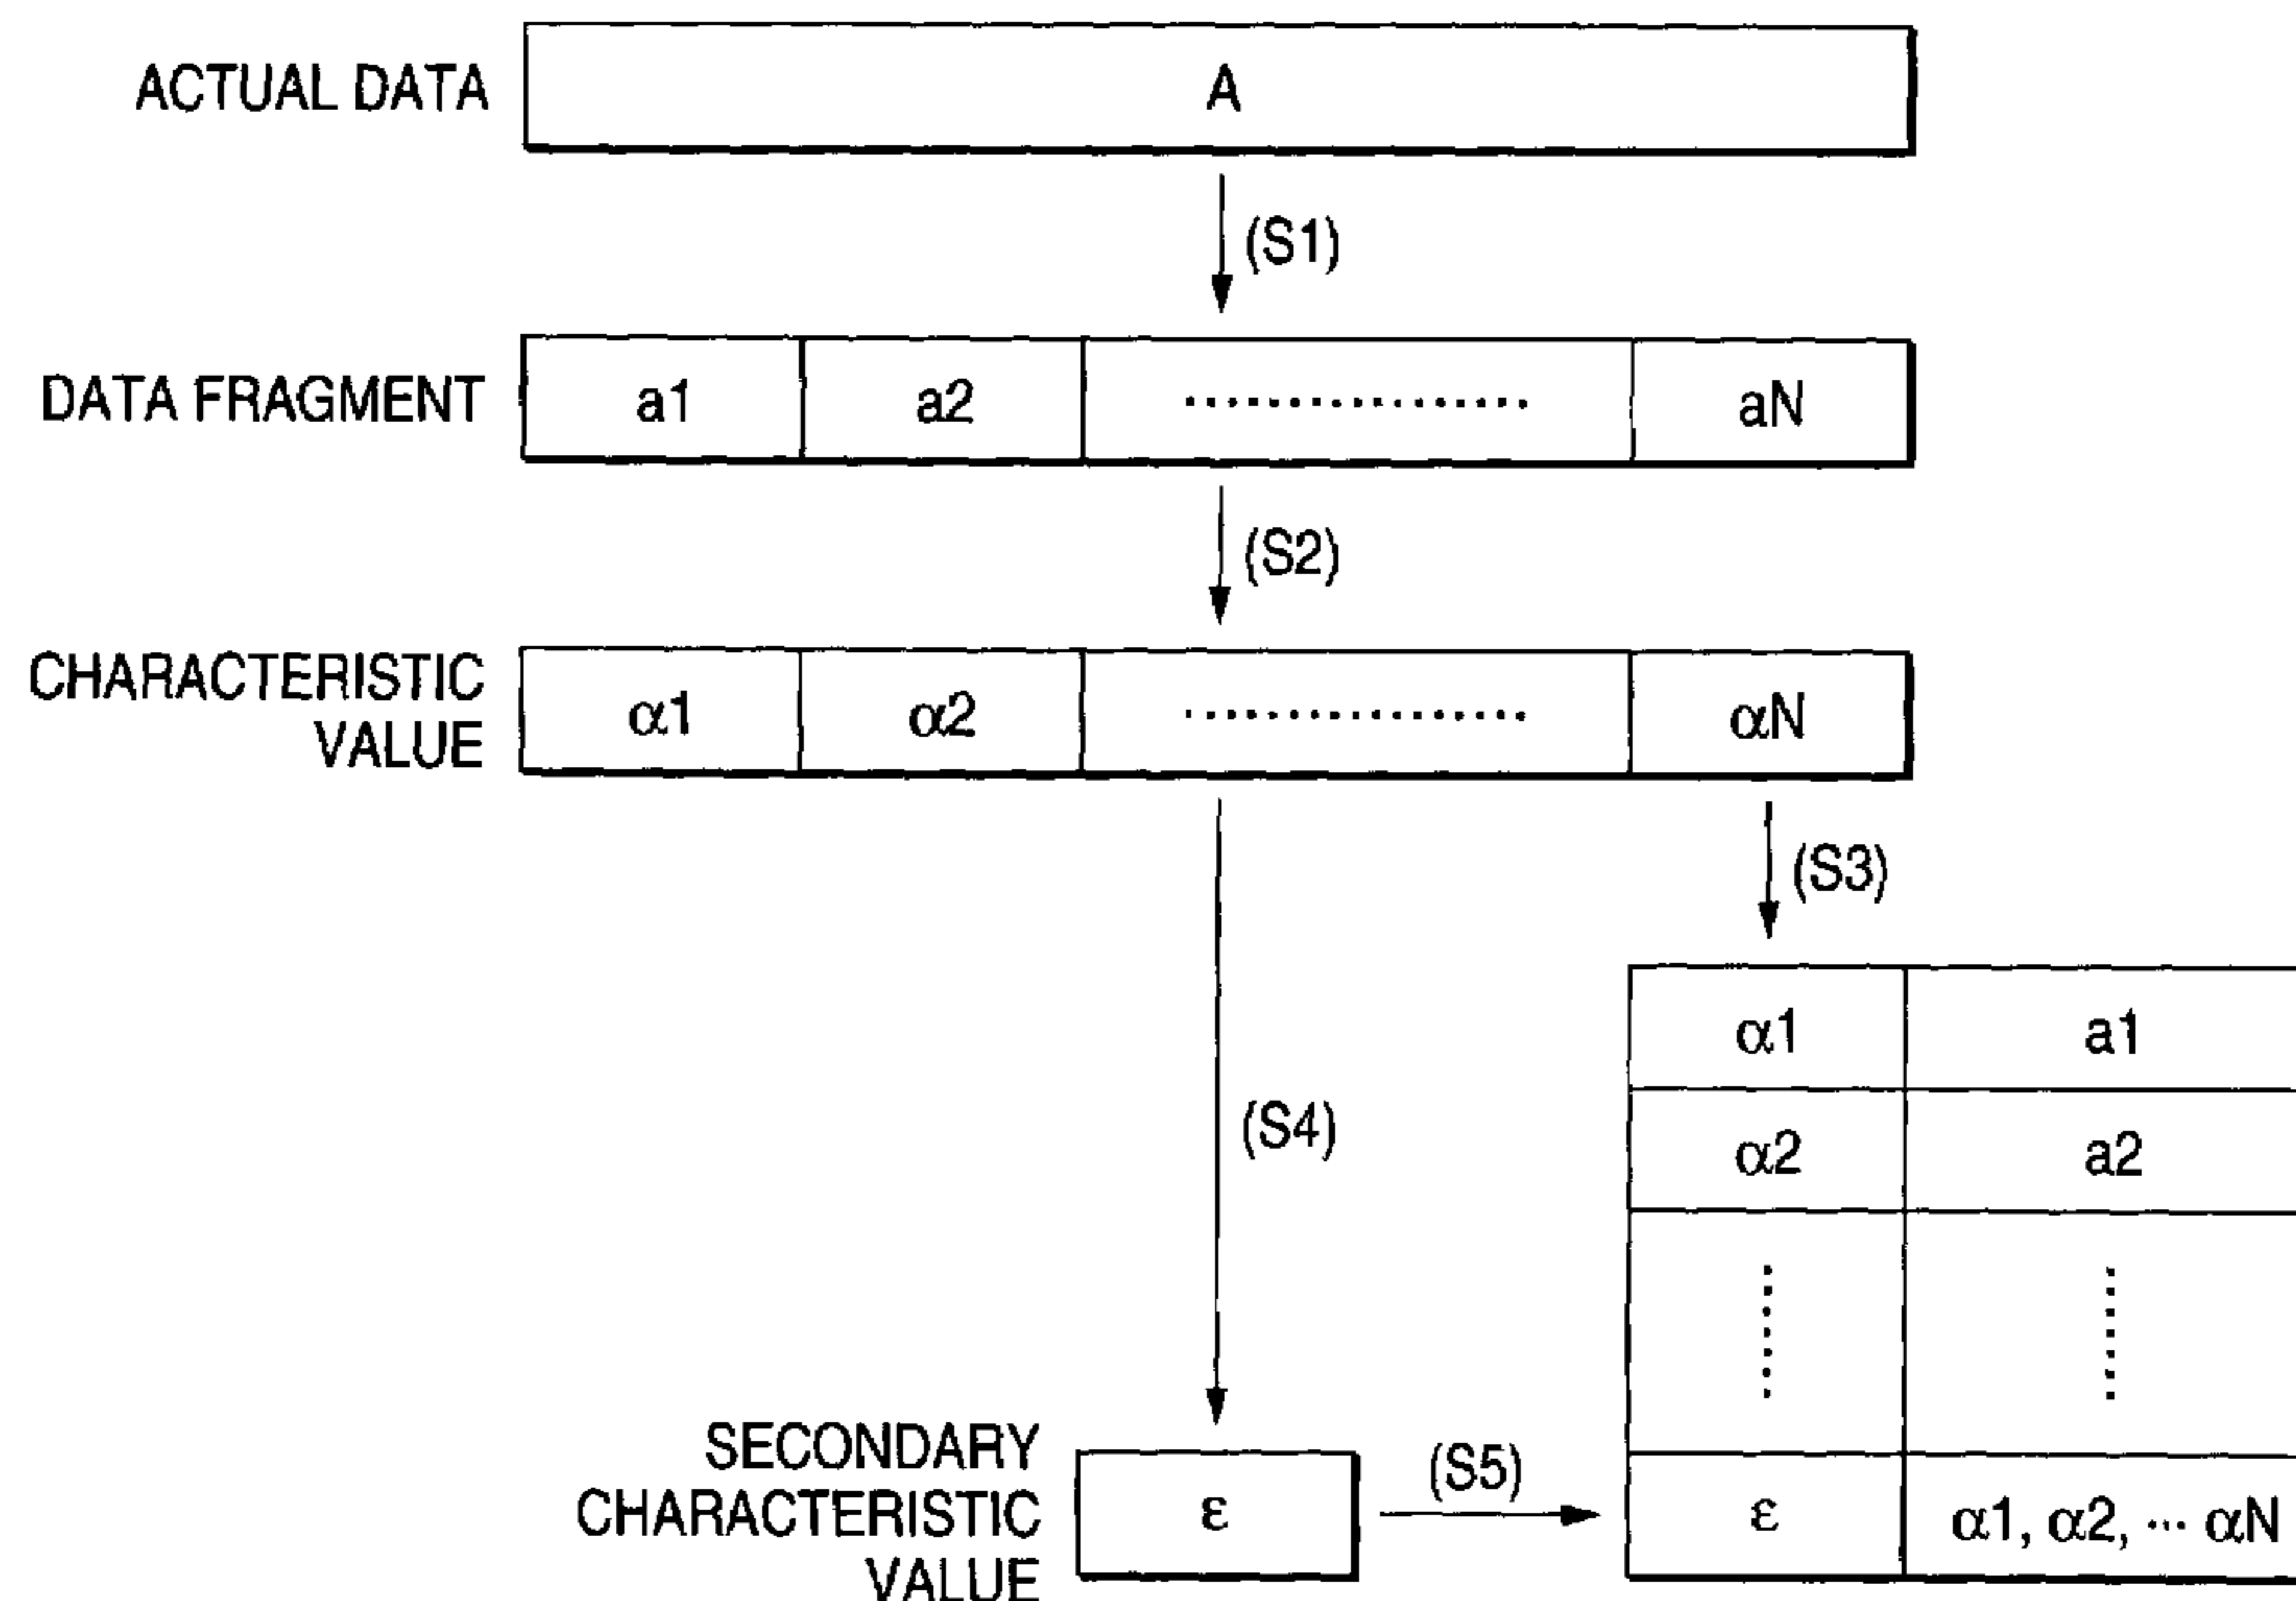 ACTUAL DATA
A
(S1)
DATA FRAGMENT
a1 a2 ................. aN
(S2)
CHARACTERISTIC
VALUE
α1 α2 ................. αN
(S3)
α1 a1
(S4)
α2 a2
SECONDARY
CHARACTERISTIC
VALUE
ε
(S5)
ε α1, α2, ··· αN